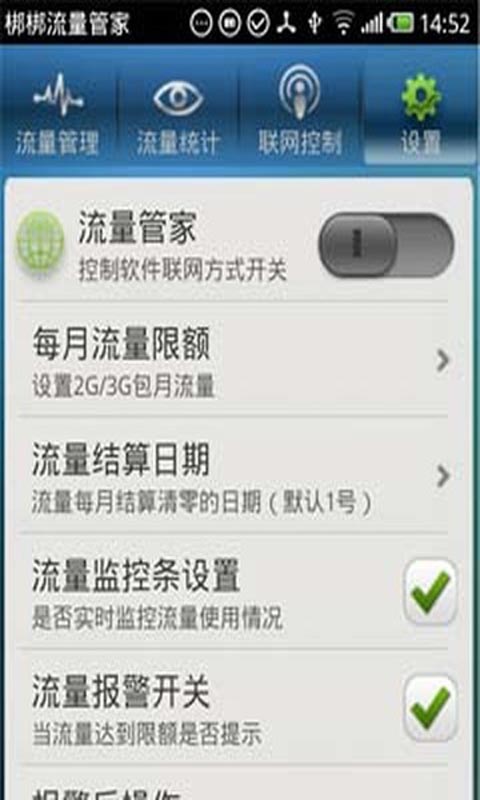 梆梆流量管家 14:52
流量管理 流量统计 联网控制 设置
流量管家
控制软件联网方式开关
每月流量限额
设置2G/3G包月流量
流量结算日期
流量每月结算清零的日期（默认1号）
流量监控条设置
是否实时监控流量使用情况
流量报警开关
当流量达到限额是否提示
报警后操作